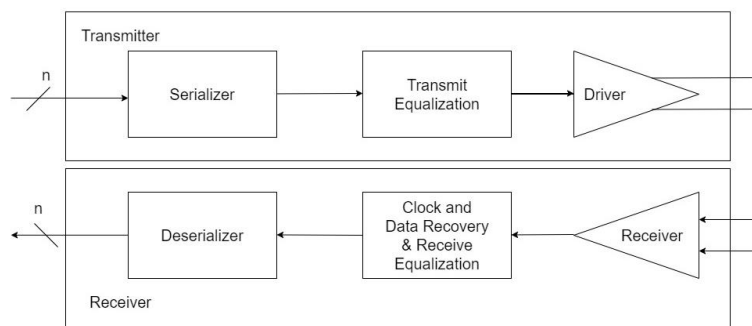 Transmitter
n
Serializer
Transmit
Equalization
Driver
n
Deserializer
Clock and
Data Recovery
& Receive
Equalization
Receiver
Receiver